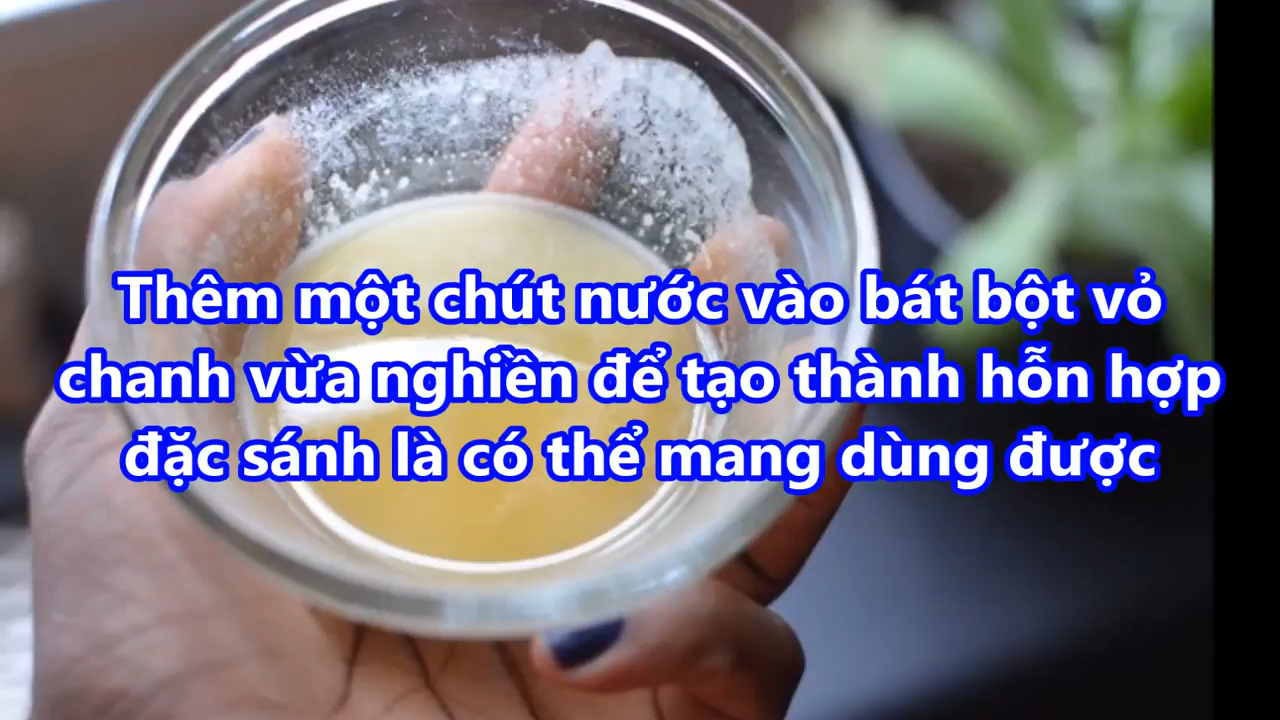 Thêm một chút nước vào bát bột vỏ
chanh vừa nghiền để tạo thành hỗn hợp
đặc sánh là có thể mang dùng được